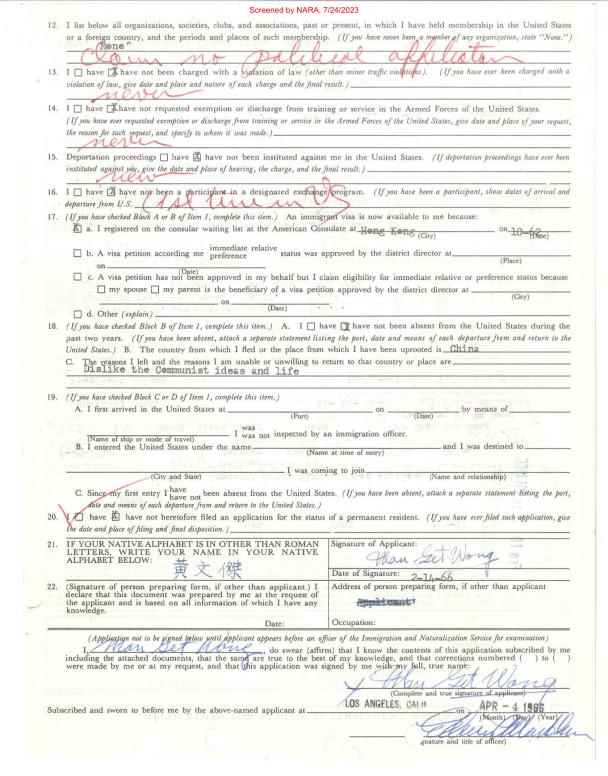 Screened by NARA, 7/24/2023
12. I list below all organizations, societies, clubs, and associations, past or present, in which I have held membership in the United States
or a foreign country, and the periods and places of such membership. (If you have never been a member of any organization, state "None.")
None
Claim no political
13. I ☐ have ☒ have not been charged with a violation of law (other than minor traffic violations). (If you have ever been charged with a
violation of law, give date and place and nature of each charge and the final result.)
never
14. I ☐ have ☒ have not requested exemption or discharge from training or service in the Armed Forces of the United States.
(If you have ever requested exemption or discharge from training or service in the Armed Forces of the United States, give date and place of your request,
the reason for such request, and specify to whom it was made.)
never
15. Deportation proceedings ☐ have ☒ have not been instituted against me in the United States. (If deportation proceedings have ever been
instituted against you, give the date and place of hearing, the charge, and the final result.)
16. I ☐ have ☒ have not been a participant in a designated exchange program. (If you have been a participant, show dates of arrival and
departure from U.S. (1st time in US)
17. (If you have checked Block A or B of Item 1, complete this item.) An immigrant visa is now available to me because:
☒ a. I registered on the consular waiting list at the American Consulate at Hong Kong on 10-62
(City) (Date)
☐ b. A visa petition according me immediate relative
preference status was approved by the district director at
(Place)
on
(Date)
☐ c. A visa petition has not been approved in my behalf but I claim eligibility for immediate relative or preference status because
☐ my spouse ☐ my parent is the beneficiary of a visa petition approved by the district director at
(City)
on
(Date)
☐ d. Other (explain)
18. (If you have checked Block B of Item 1, complete this item.) A. I ☐ have ☒ have not been absent from the United States during the
past two years. (If you have been absent, attach a separate statement listing the port, date and means of each departure from and return to the
United States.) B. The country from which I fled or the place from which I have been uprooted is China
C. The reasons I left and the reasons I am unable or unwilling to return to that country or place are
Dislike the Communist ideas and life
19. (If you have checked Block C or D of Item 1, complete this item.)
A. I first arrived in the United States at on by means of
(Port) (Date)
I was
was not inspected by an immigration officer.
(Name of ship or mode of travel)
B. I entered the United States under the name and I was destined to
(Name at time of entry)
I was coming to join
(City and State) (Name and relationship)
C. Since my first entry I have
have not been absent from the United States. (If you have been absent, attach a separate statement listing the port,
date and means of each departure from and return to the United States.)
20. I ☐ have ☒ have not heretofore filed an application for the status of a permanent resident. (If you have ever filed such application, give
the date and place of filing and final disposition.)
21. IF YOUR NATIVE ALPHABET IS IN OTHER THAN ROMAN
LETTERS, WRITE YOUR NAME IN YOUR NATIVE
ALPHABET BELOW:
黃文傑
Signature of Applicant:
Man Get Wong
Date of Signature: 2-14-66
22. (Signature of person preparing form, if other than applicant.) I
declare that this document was prepared by me at the request of
the applicant and is based on all information of which I have any
knowledge.
Date:
Address of person preparing form, if other than applicant
Applicant
Occupation:
(Application not to be signed below until applicant appears before an officer of the Immigration and Naturalization Service for examination)
I, Man Get Wong, do swear (affirm) that I know the contents of this application subscribed by me
including the attached documents, that the same are true to the best of my knowledge, and that corrections numbered ( ) to ( )
were made by me or at my request, and that this application was signed by me with my full, true name:
Man Get Wong
(Complete and true signature of applicant)
Subscribed and sworn to before me by the above-named applicant at LOS ANGELES, CALIF on APR - 4 1966
(Month) (Day) (Year)
signature and title of officer)